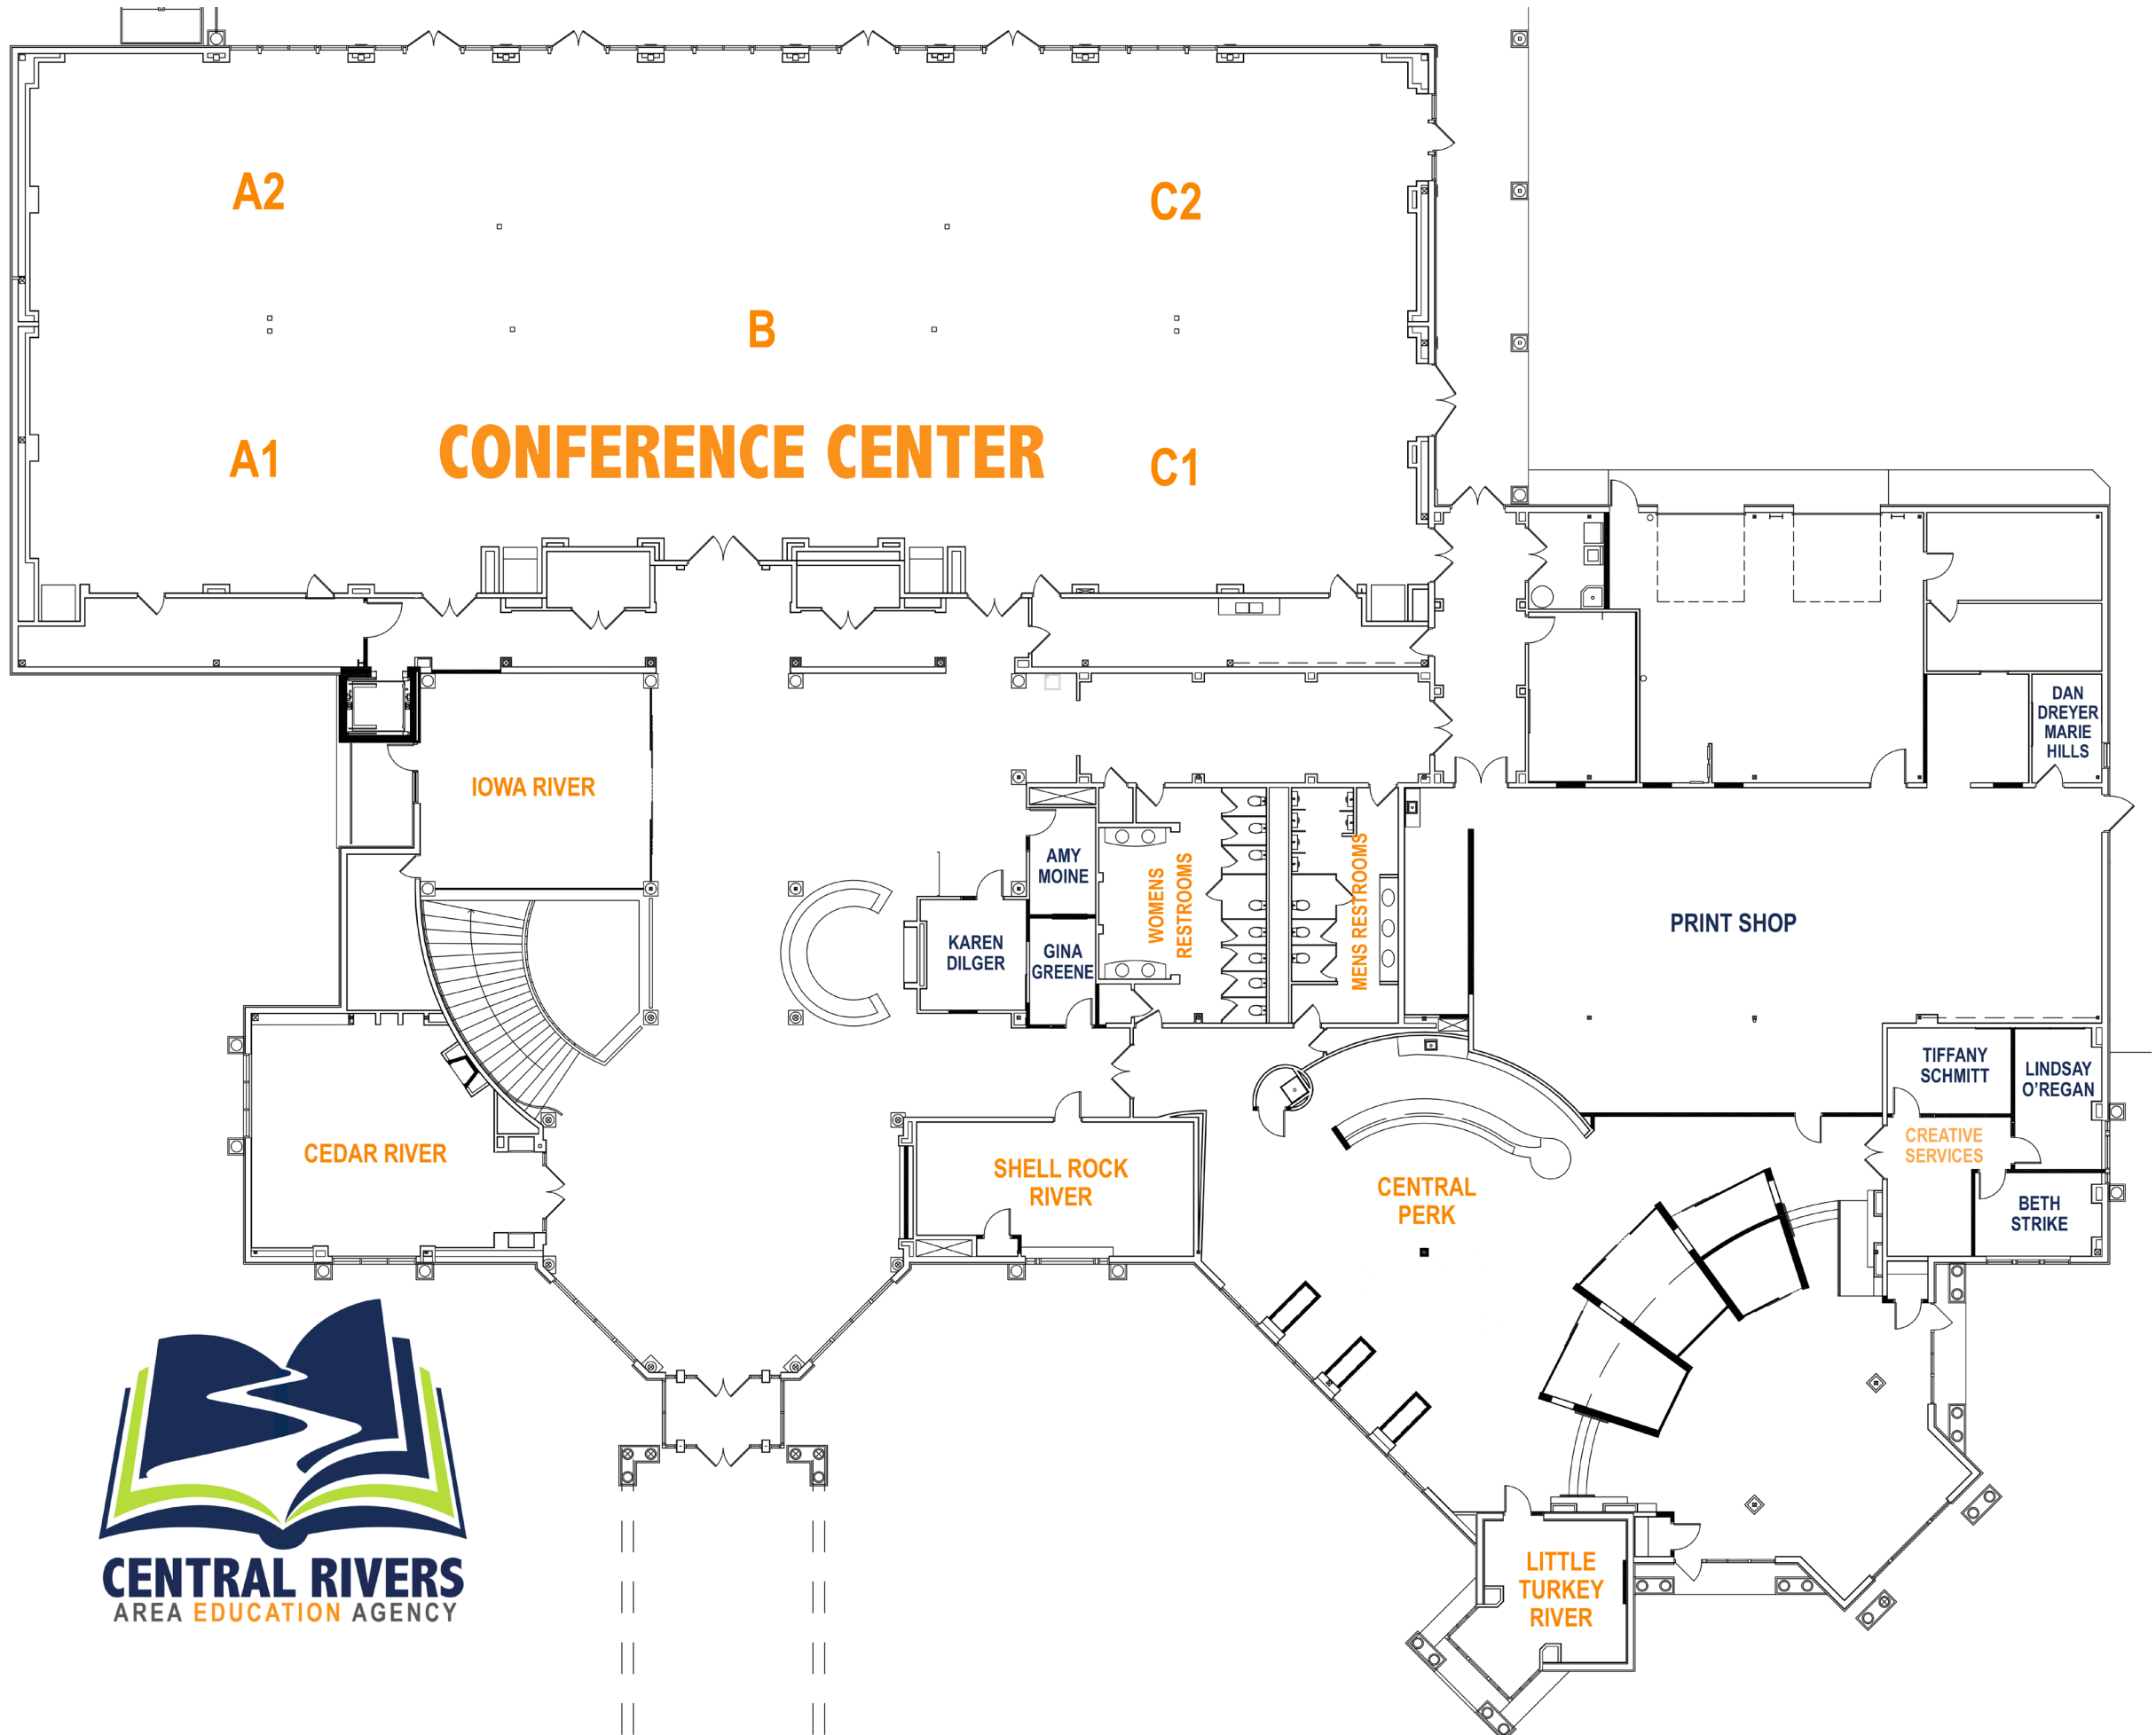 A2
C2
B
A1
CONFERENCE CENTER
C1
DAN
DREYER
MARIE
HILLS
IOWA RIVER
AMY
MOINE
WOMENS
RESTROOMS
MENS RESTROOMS
PRINT SHOP
KAREN
DILGER
GINA
GREENE
TIFFANY
SCHMITT
LINDSAY
O'REGAN
CEDAR RIVER
SHELL ROCK
RIVER
CENTRAL
PERK
CREATIVE
SERVICES
BETH
STRIKE
LITTLE
TURKEY
RIVER
CENTRAL RIVERS
AREA EDUCATION AGENCY